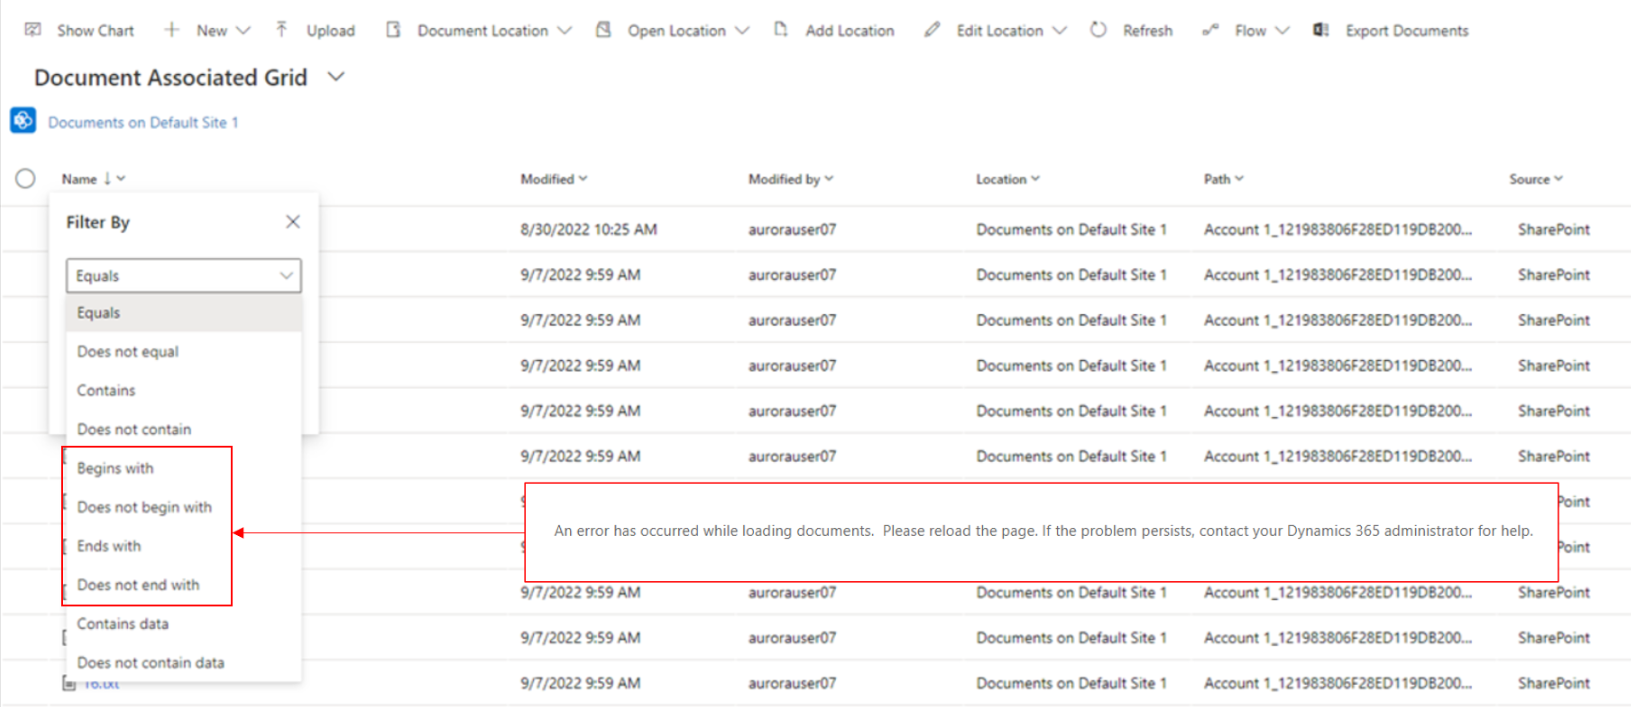 Show Chart New Upload Document Location Open Location Add Location Edit Location Refresh Flow Export Documents
Document Associated Grid
Documents on Default Site 1
Name Modified Modified by Location Path Source
Filter By
8/30/2022 10:25 AM aurorauser07 Documents on Default Site 1 Account 1_121983806F28ED119DB200... SharePoint
Equals
9/7/2022 9:59 AM aurorauser07 Documents on Default Site 1 Account 1_121983806F28ED119DB200... SharePoint
Equals
9/7/2022 9:59 AM aurorauser07 Documents on Default Site 1 Account 1_121983806F28ED119DB200... SharePoint
Does not equal
9/7/2022 9:59 AM aurorauser07 Documents on Default Site 1 Account 1_121983806F28ED119DB200... SharePoint
Contains
9/7/2022 9:59 AM aurorauser07 Documents on Default Site 1 Account 1_121983806F28ED119DB200... SharePoint
Does not contain
9/7/2022 9:59 AM aurorauser07 Documents on Default Site 1 Account 1_121983806F28ED119DB200... SharePoint
Begins with
Does not begin with
Point
An error has occurred while loading documents. Please reload the page. If the problem persists, contact your Dynamics 365 administrator for help.
Ends with
Point
Does not end with
9/7/2022 9:59 AM aurorauser07 Documents on Default Site 1 Account 1_121983806F28ED119DB200... SharePoint
Contains data
9/7/2022 9:59 AM aurorauser07 Documents on Default Site 1 Account 1_121983806F28ED119DB200... SharePoint
Does not contain data
16.txt 9/7/2022 9:59 AM aurorauser07 Documents on Default Site 1 Account 1_121983806F28ED119DB200... SharePoint